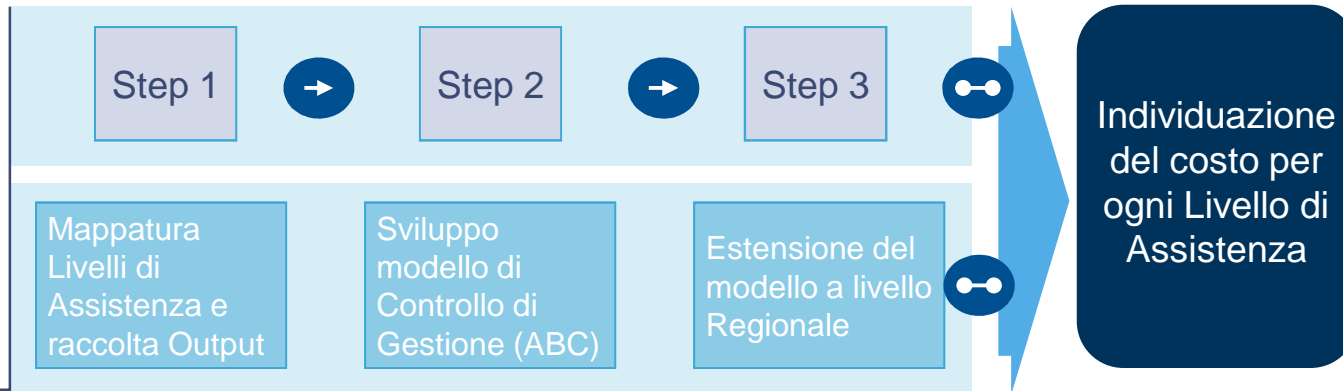 Step 1
Step 2
Step 3
Mappatura
Livelli di
Assistenza e
raccolta Output
Sviluppo
modello di
Controllo di
Gestione (ABC)
Estensione del
modello a livello
Regionale
Individuazione
del costo per
ogni Livello di
Assistenza